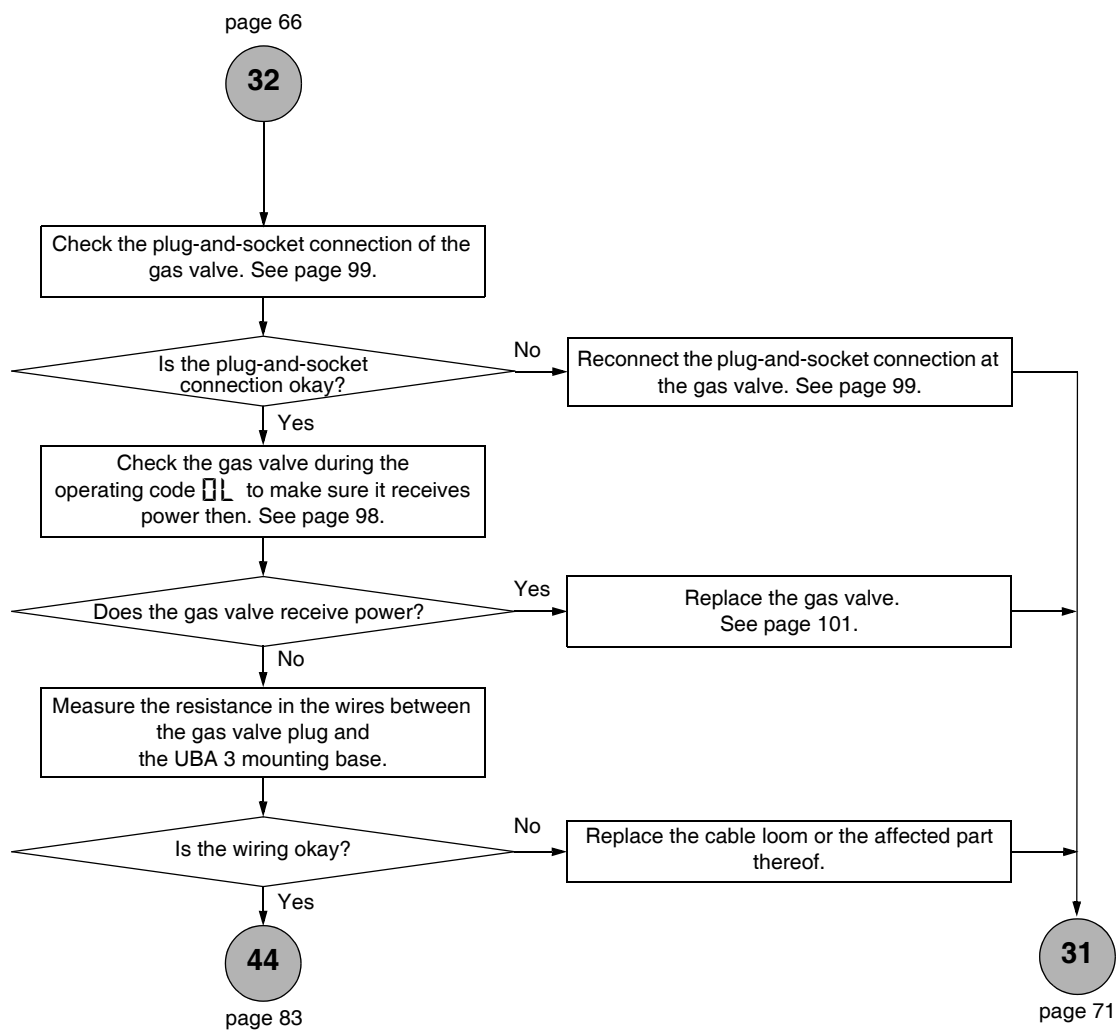 page 66
32
Check the plug-and-socket connection of the
gas valve. See page 99.
Is the plug-and-socket
connection okay?
No
Reconnect the plug-and-socket connection at
the gas valve. See page 99.
Yes
Check the gas valve during the
operating code 0L to make sure it receives
power then. See page 98.
Does the gas valve receive power?
Yes
Replace the gas valve.
See page 101.
No
Measure the resistance in the wires between
the gas valve plug and
the UBA 3 mounting base.
Is the wiring okay?
No
Replace the cable loom or the affected part
thereof.
Yes
44
page 83
31
page 71